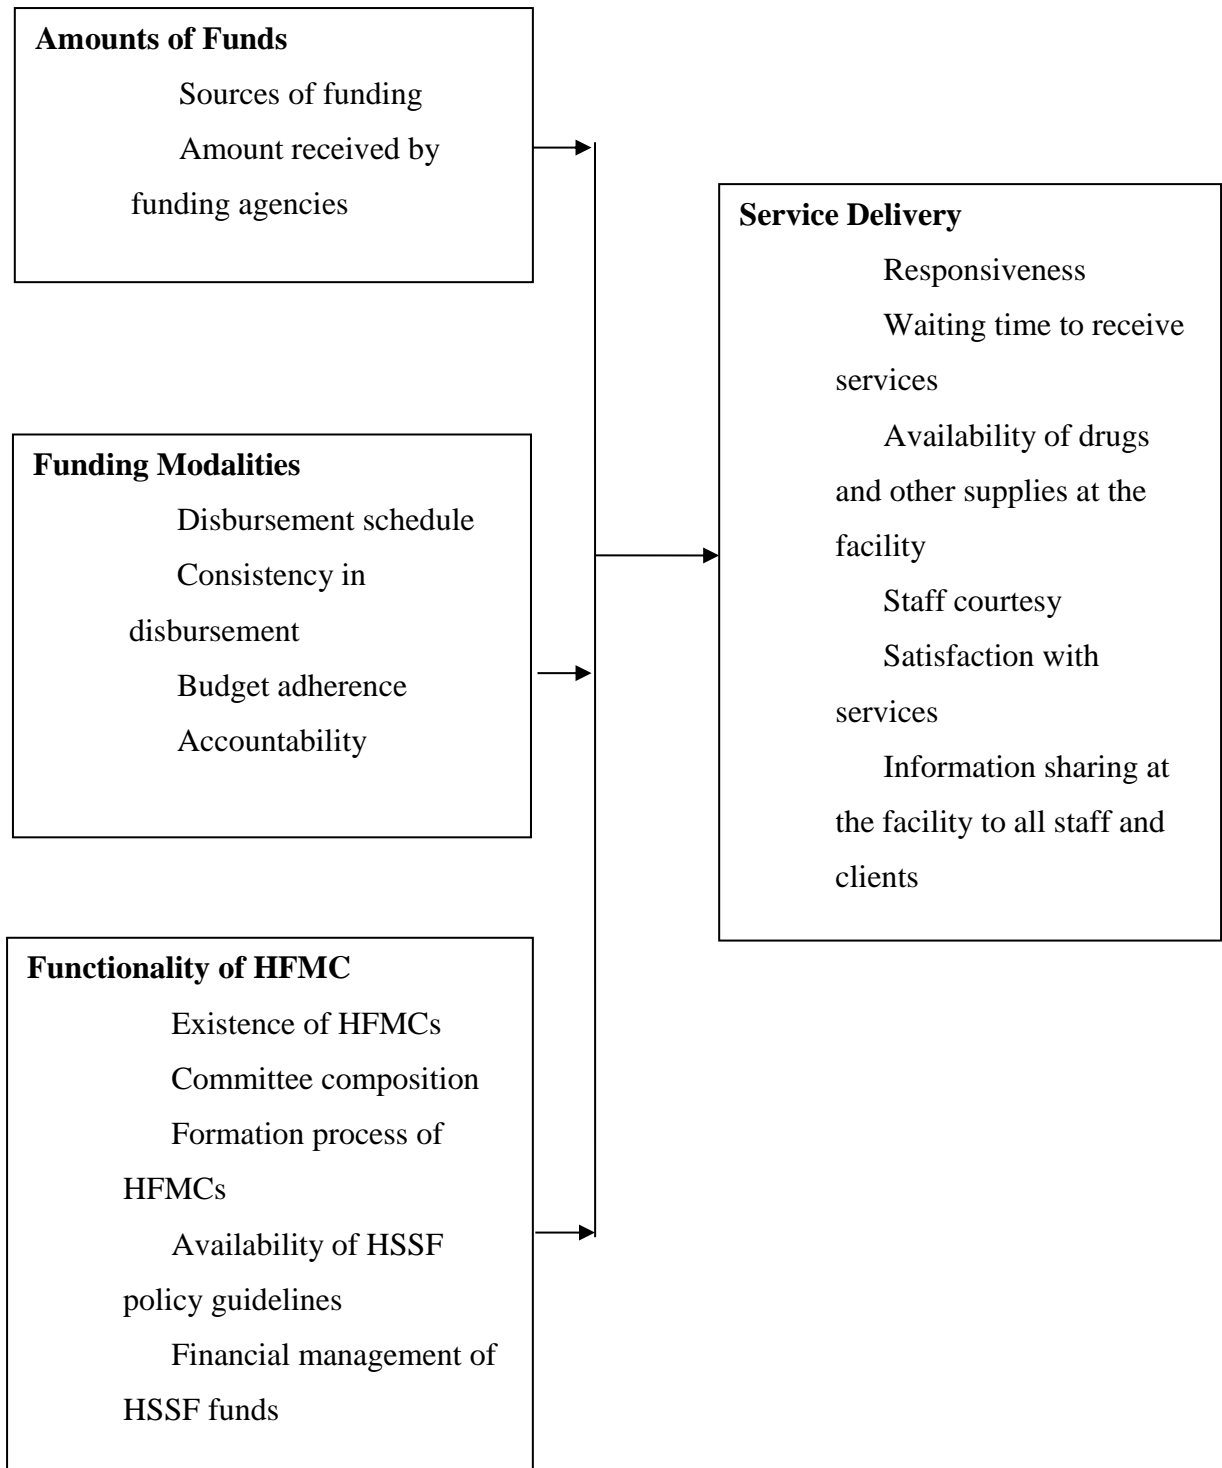 Amounts of Funds
Sources of funding
Amount received by
funding agencies
Funding Modalities
Disbursement schedule
Consistency in
disbursement
Budget adherence
Accountability
Functionality of HFMC
Existence of HFMCs
Committee composition
Formation process of
HFMCs
Availability of HSSF
policy guidelines
Financial management of
HSSF funds
Service Delivery
Responsiveness
Waiting time to receive
services
Availability of drugs
and other supplies at the
facility
Staff courtesy
Satisfaction with
services
Information sharing at
the facility to all staff and
clients